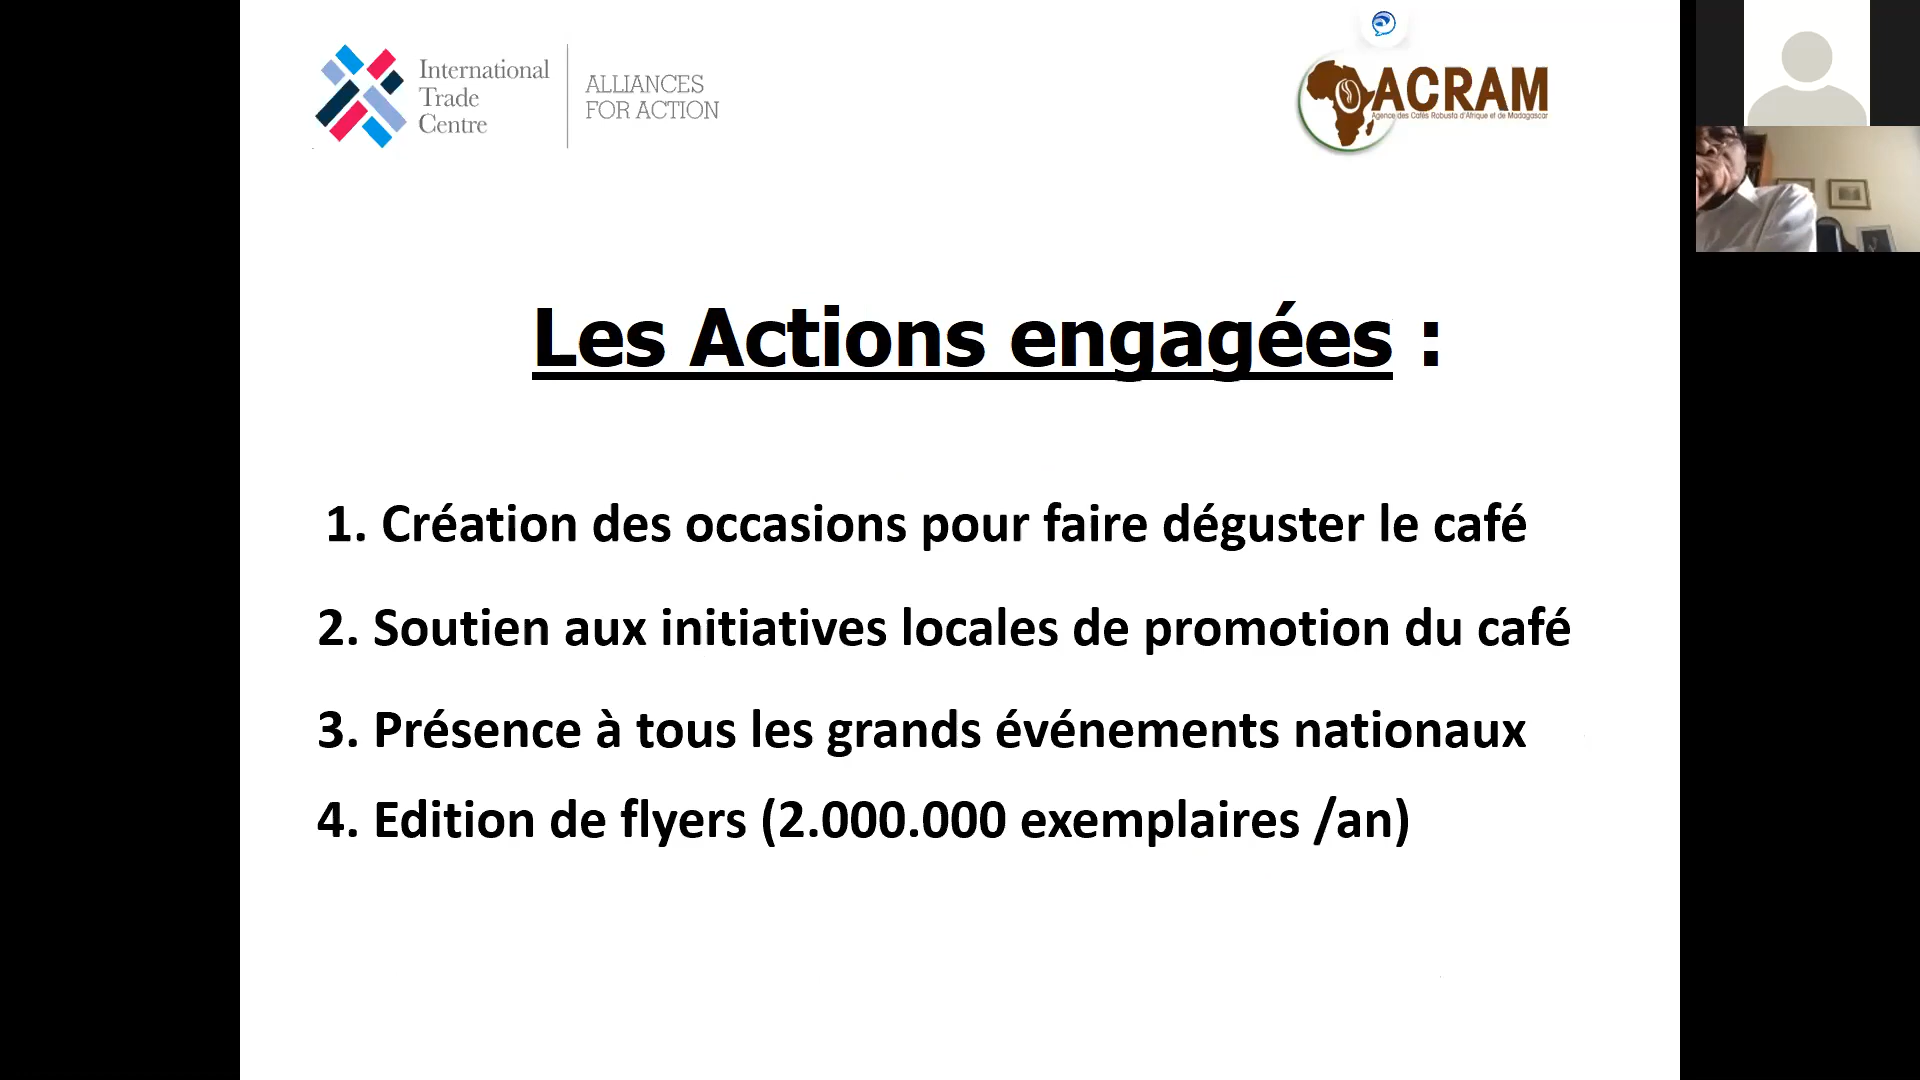 International
Trade
Centre
ALLIANCES
FOR ACTION
ACRAM
Agence des Cafés Robusta d'Afrique et de Madagascar
Les Actions engagées :
1. Création des occasions pour faire déguster le café
2. Soutien aux initiatives locales de promotion du café
3. Présence à tous les grands événements nationaux
4. Edition de flyers (2.000.000 exemplaires /an)